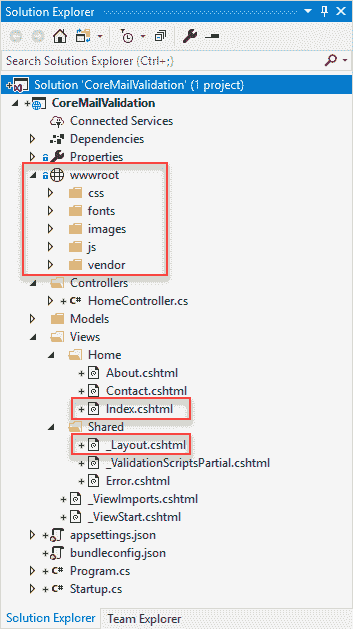 Solution Explorer
Search Solution Explorer (Ctrl+;)
Solution 'CoreMailValidation' (1 project)
CoreMailValidation
Connected Services
Dependencies
Properties
wwwroot
css
fonts
images
js
vendor
Controllers
C# HomeController.cs
Models
Views
Home
About.cshtml
Contact.cshtml
Index.cshtml
Shared
_Layout.cshtml
_ValidationScriptsPartial.cshtml
Error.cshtml
_ViewImports.cshtml
_ViewStart.cshtml
appsettings.json
bundleconfig.json
C# Program.cs
C# Startup.cs
Solution Explorer Team Explorer